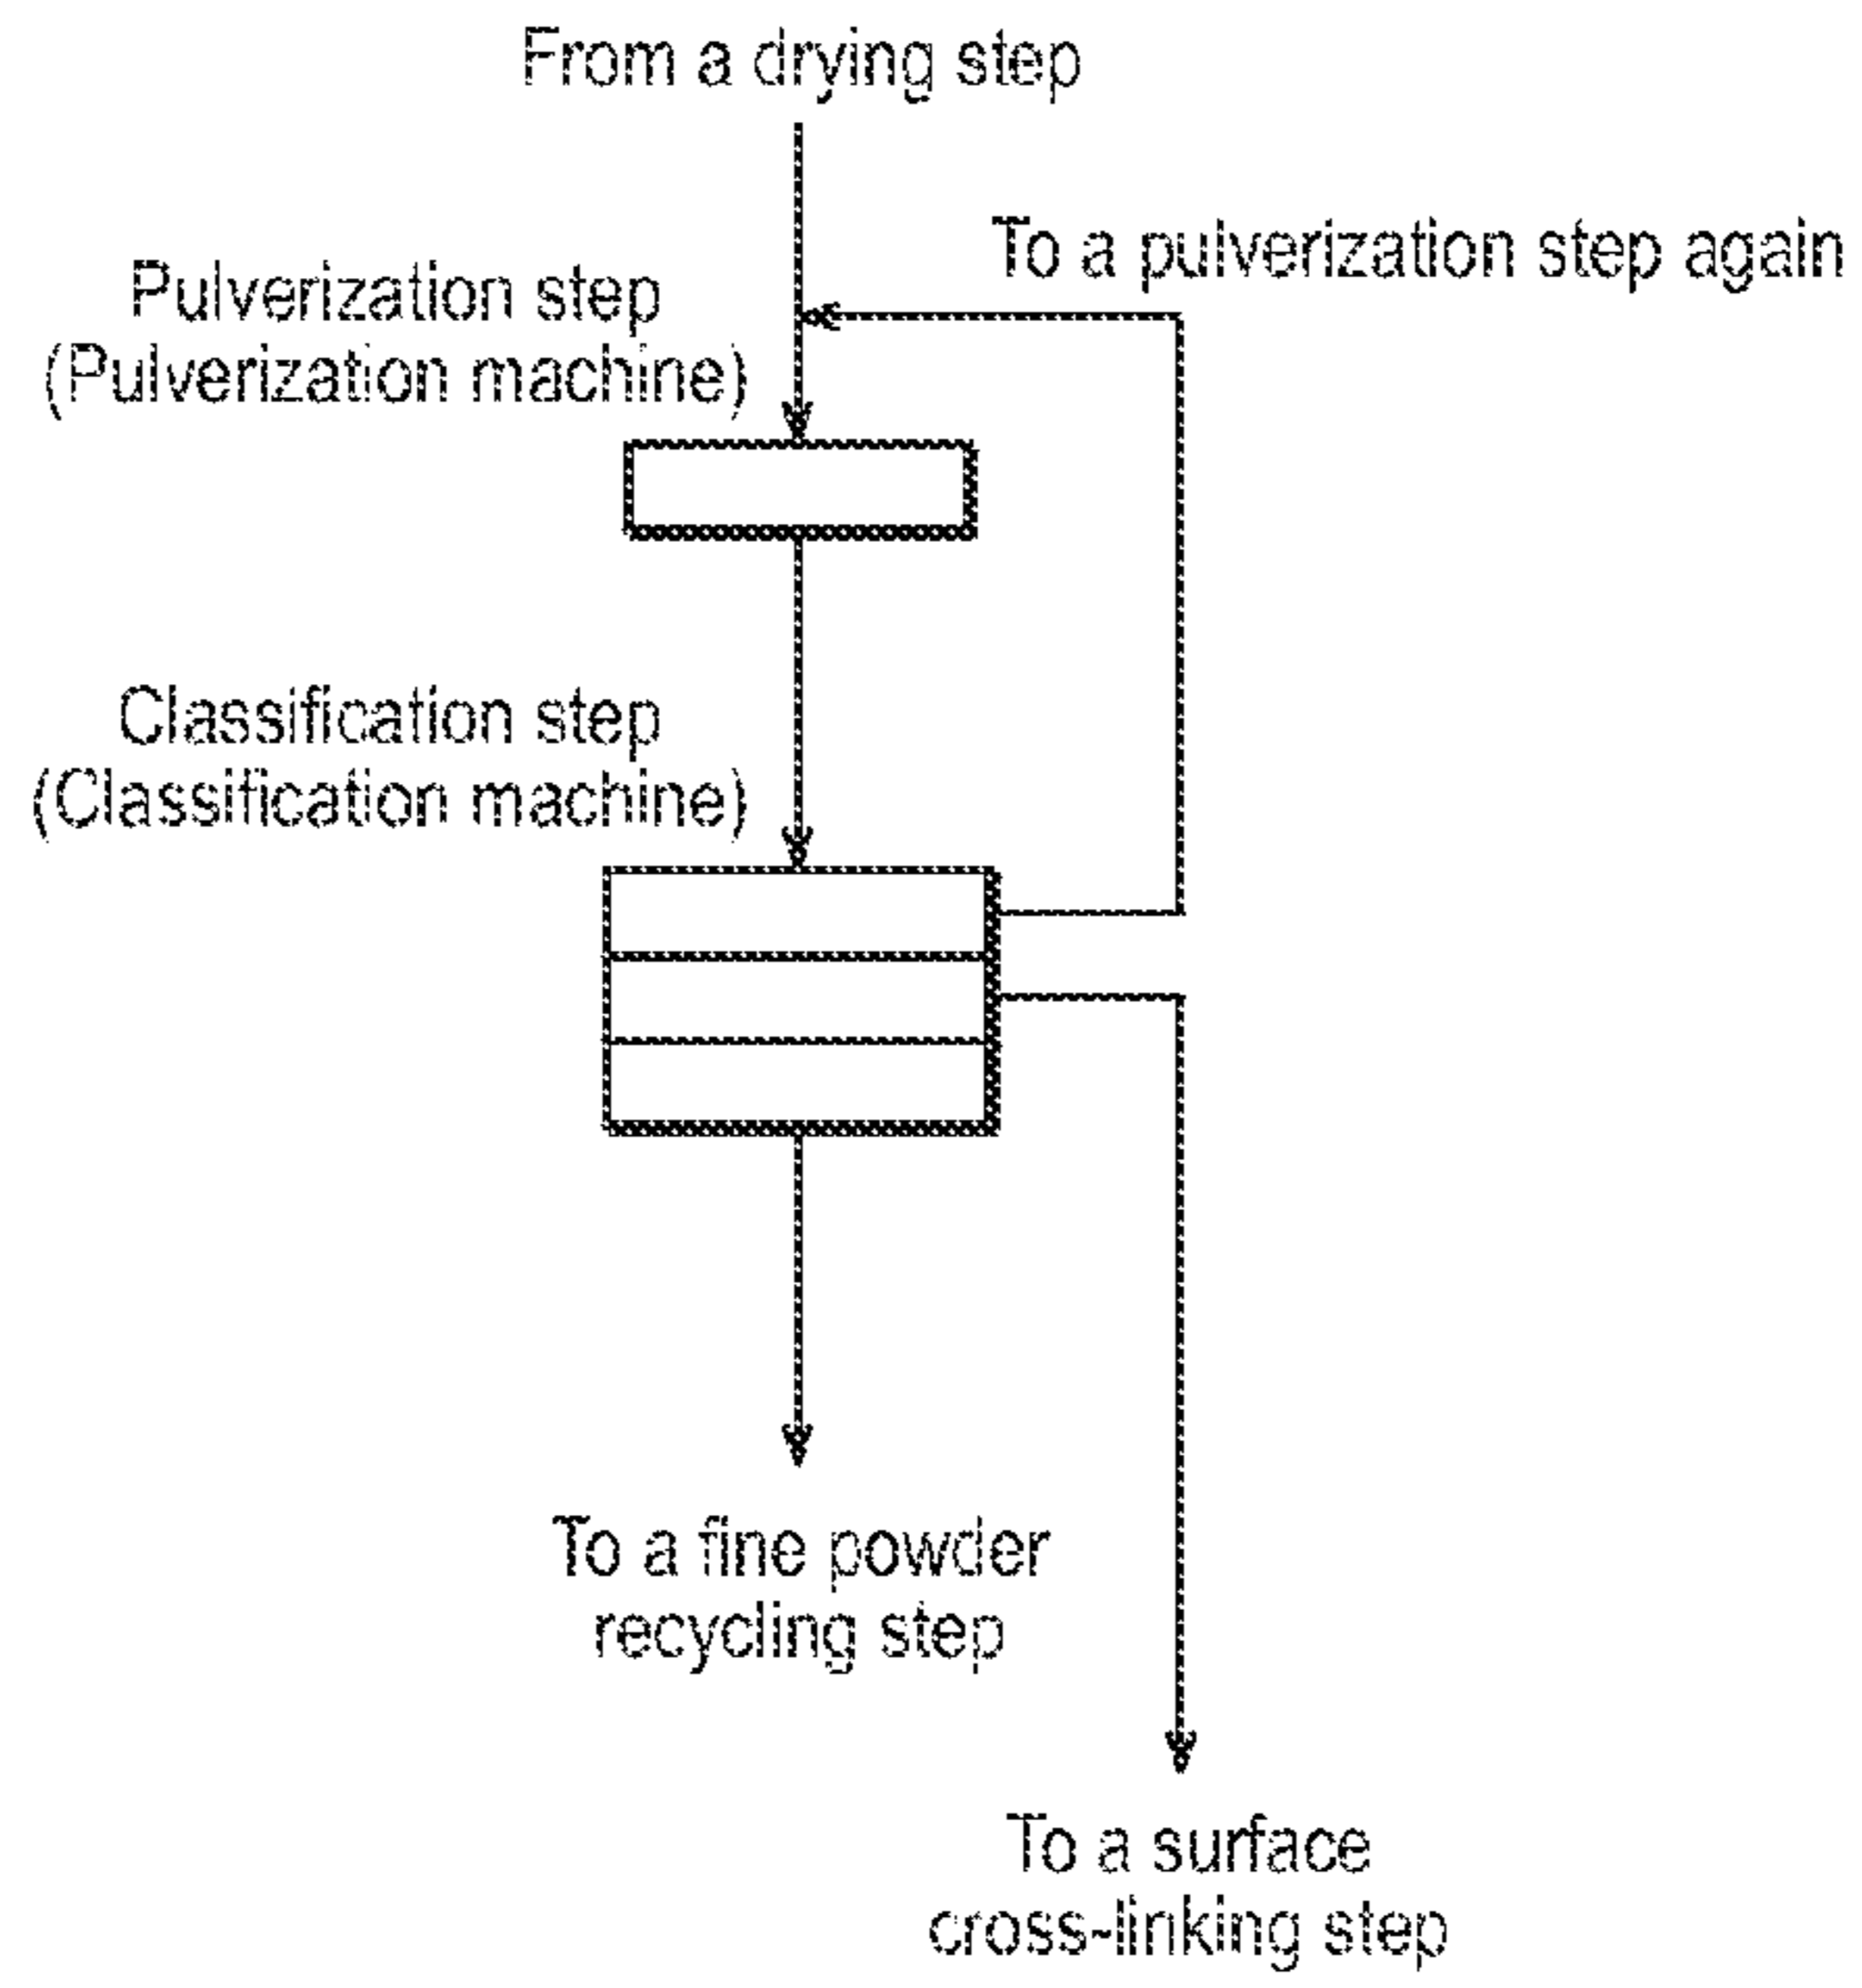 From a drying step
To a pulverization step again
Pulverization step
(Pulverization machine)
Classification step
(Classification machine)
To a fine powder
recycling step
To a surface
cross-linking step